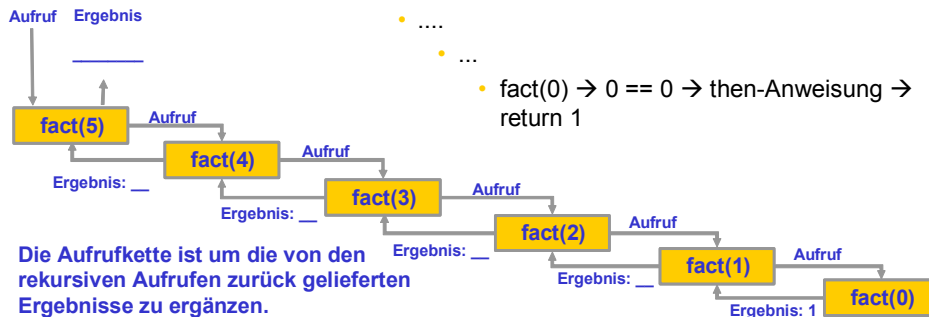 Aufruf Ergebnis
• ....
• ...
• fact(0) → 0 == 0 → then-Anweisung →
return 1
_______
fact(5)
Aufruf
fact(4)
Aufruf
Ergebnis: __
fact(3)
Aufruf
Ergebnis: __
fact(2)
Aufruf
Ergebnis: __
fact(1)
Aufruf
Ergebnis: __
fact(0)
Ergebnis: 1
Die Aufrufkette ist um die von den
rekursiven Aufrufen zurück gelieferten
Ergebnisse zu ergänzen.